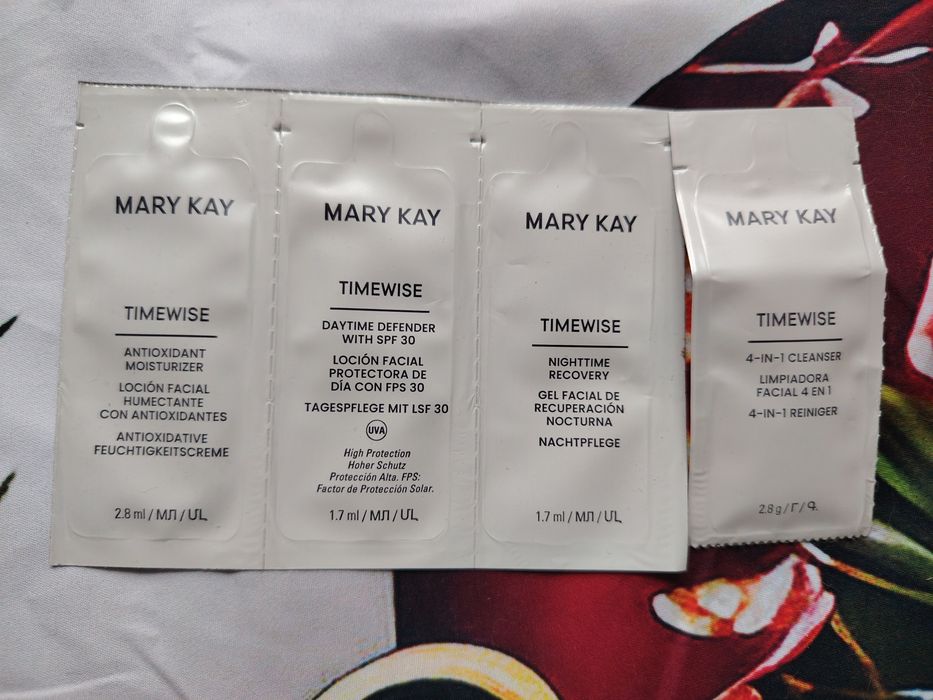 MARY KAY
TIMEWISE
ANTIOXIDANT
MOISTURIZER
LOCIÓN FACIAL
HUMECTANTE
CON ANTIOXIDANTES
ANTIOXIDATIVE
FEUCHTIGKEITSCREME
2.8 ml / МЛ / ՄԼ
MARY KAY
TIMEWISE
DAYTIME DEFENDER
WITH SPF 30
LOCIÓN FACIAL
PROTECTORA DE
DÍA CON FPS 30
TAGESPFLEGE MIT LSF 30
UVA
High Protection
Hoher Schutz
Protección Alta. FPS:
Factor de Protección Solar.
1.7 ml / МЛ / ՄԼ
MARY KAY
TIMEWISE
NIGHTTIME
RECOVERY
GEL FACIAL DE
RECUPERACIÓN
NOCTURNA
NACHTPFLEGE
1.7 ml / МЛ / ՄԼ
MARY KAY
TIMEWISE
4-IN-1 CLEANSER
LIMPIADORA
FACIAL 4 EN 1
4-IN-1 REINIGER
2.8 g / Г / Գ.